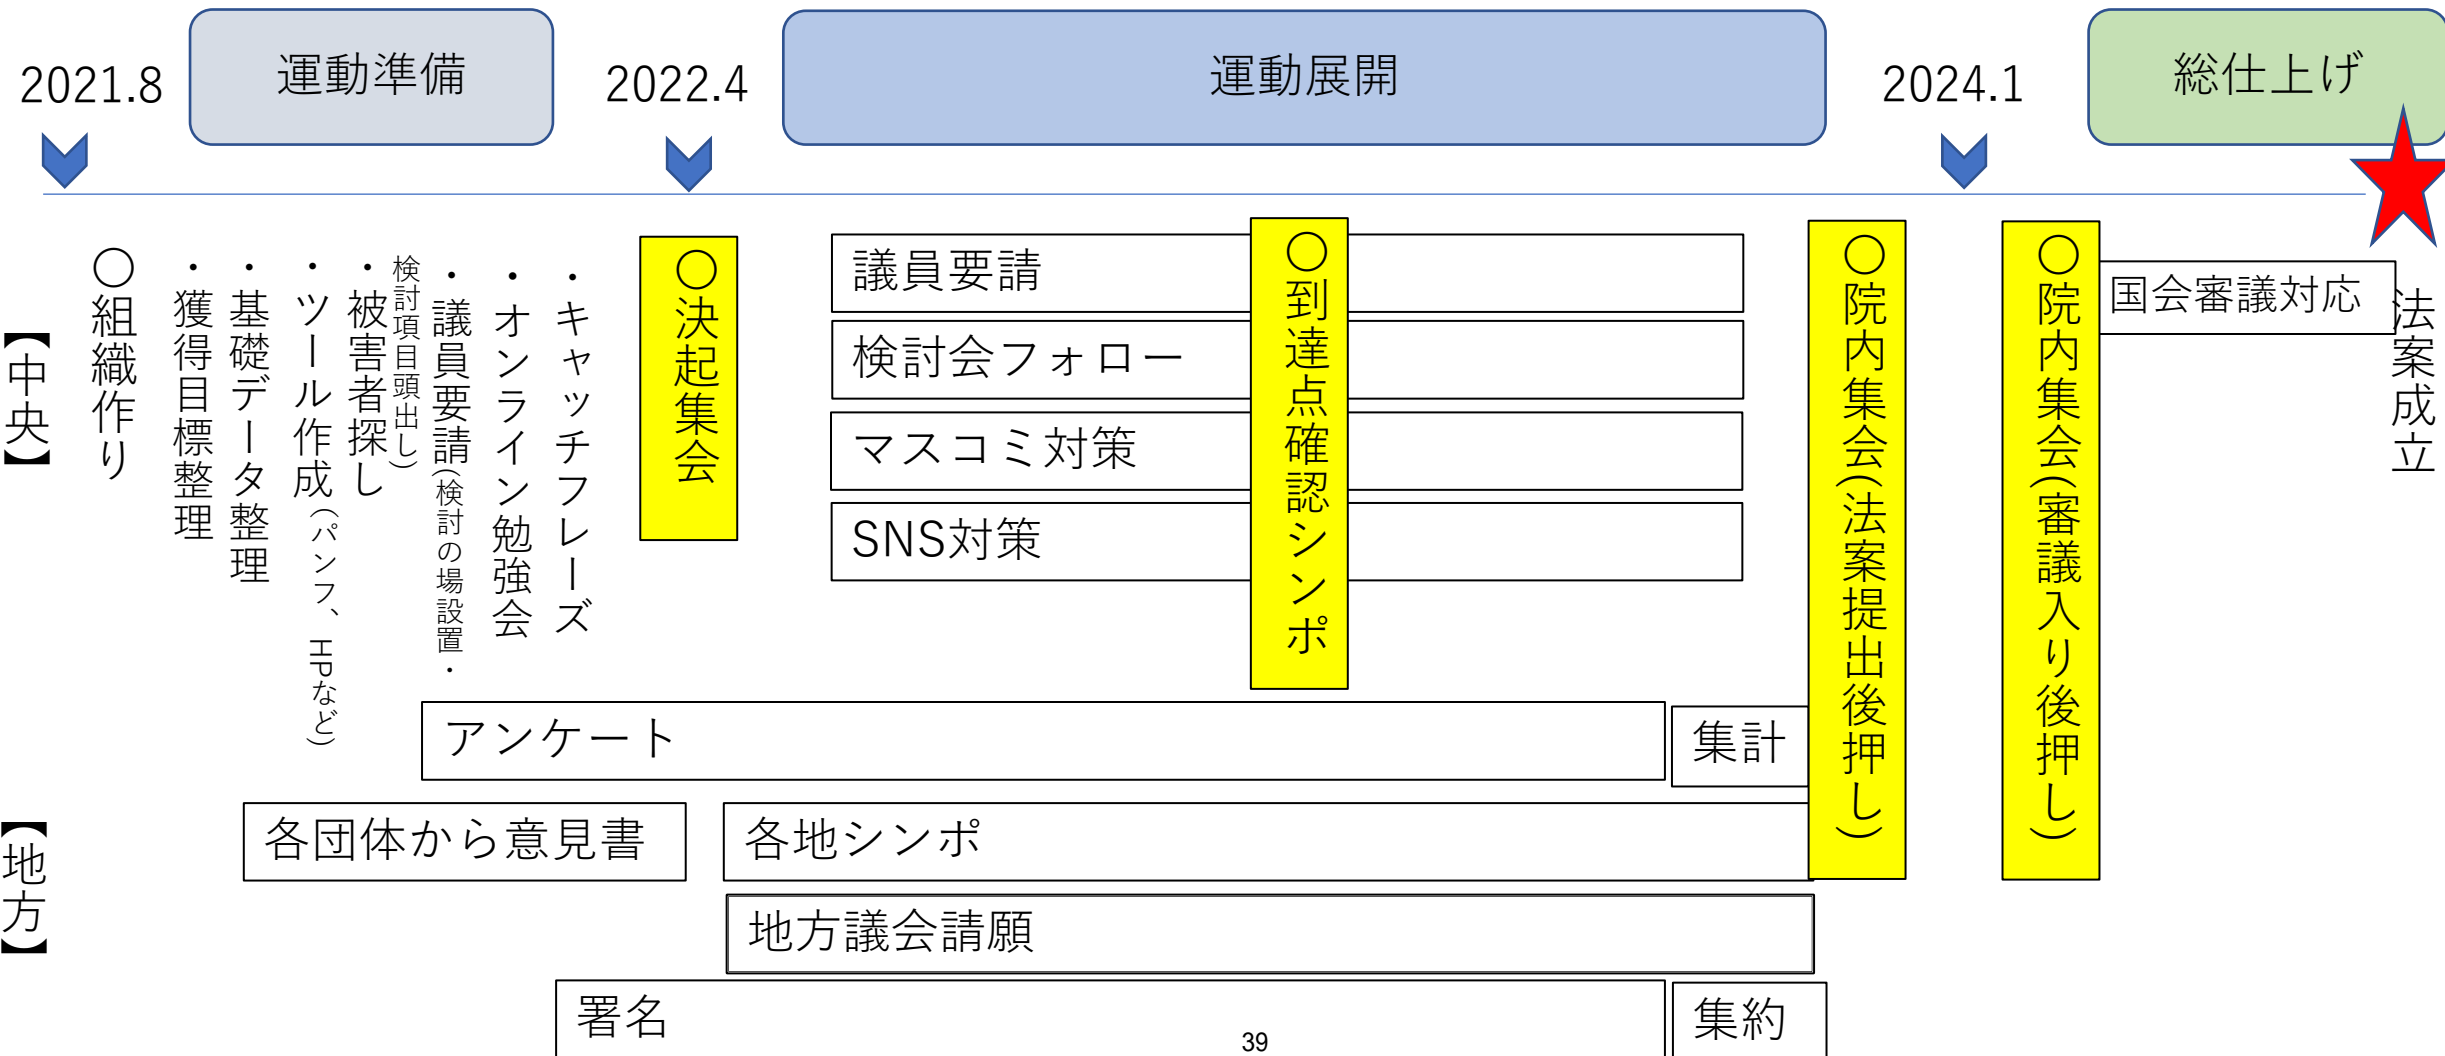 2021.8
運動準備
2022.4
運動展開
2024.1
総仕上げ
【中央】
〇組織作り
・獲得目標整理
・基礎データ整理
・ツール作成(パンフ、HPなど)
・被害者探し
・議員要請(検討の場設置・
検討項目頭出し)
・オンライン勉強会
・キャッチフレーズ
〇決起集会
議員要請
検討会フォロー
マスコミ対策
SNS対策
〇到達点確認シンポ
〇院内集会(法案提出後押し)
〇院内集会(審議入り後押し)
国会審議対応
法案成立
アンケート
集計
【地方】
各団体から意見書
各地シンポ
地方議会請願
署名
集約
39